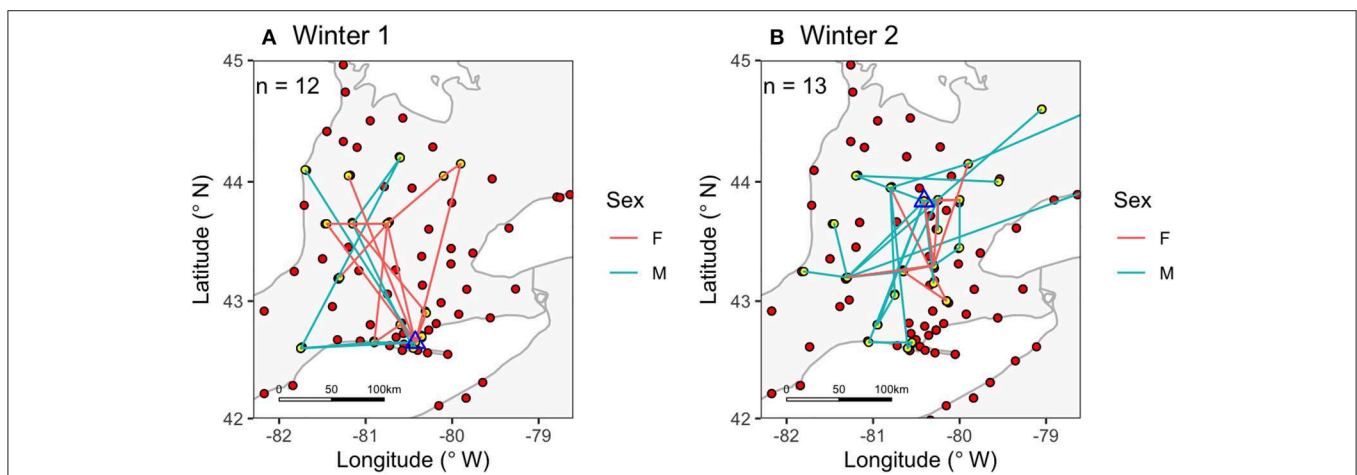 A Winter 1
n = 12
45
44
43
42
Latitude (° N)
0 50 100km
-82 -81 -80 -79
Longitude (° W)
Sex
F
M
B Winter 2
n = 13
45
44
43
42
Latitude (° N)
0 50 100km
-82 -81 -80 -79
Longitude (° W)
Sex
F
M